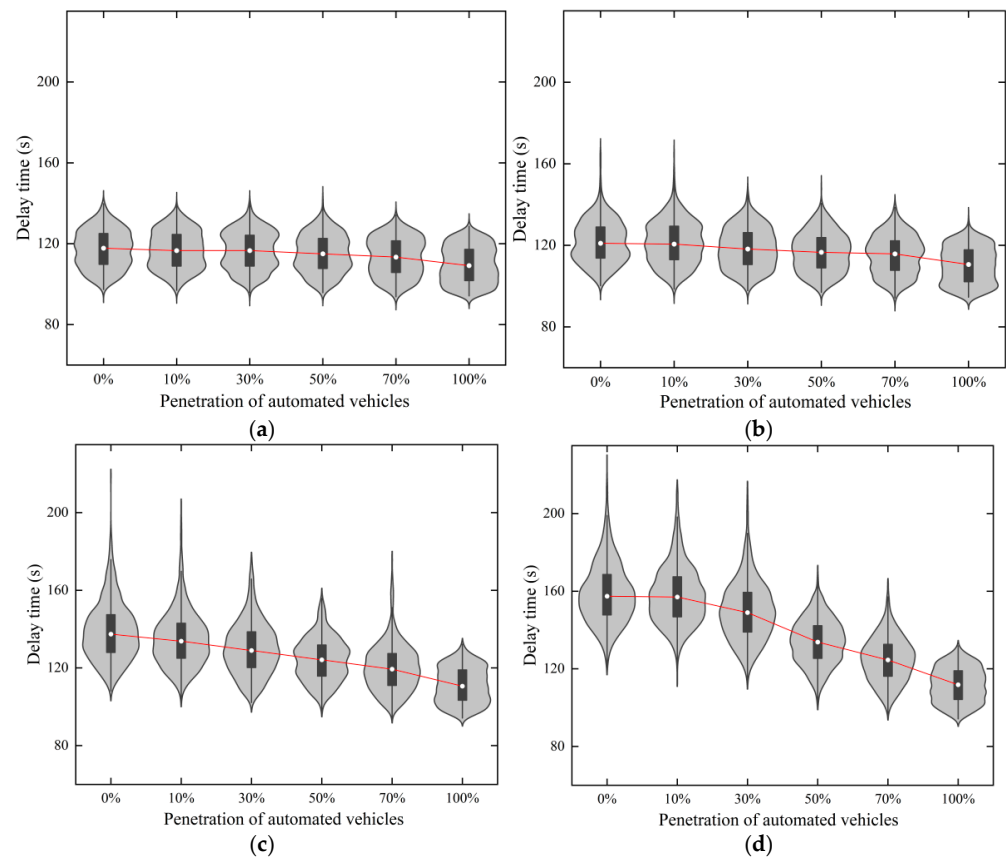 Delay time (s)
200
160
120
80
0% 10% 30% 50% 70% 100%
Penetration of automated vehicles
(a)
Delay time (s)
200
160
120
80
0% 10% 30% 50% 70% 100%
Penetration of automated vehicles
(b)
Delay time (s)
200
160
120
80
0% 10% 30% 50% 70% 100%
Penetration of automated vehicles
(c)
Delay time (s)
200
160
120
80
0% 10% 30% 50% 70% 100%
Penetration of automated vehicles
(d)